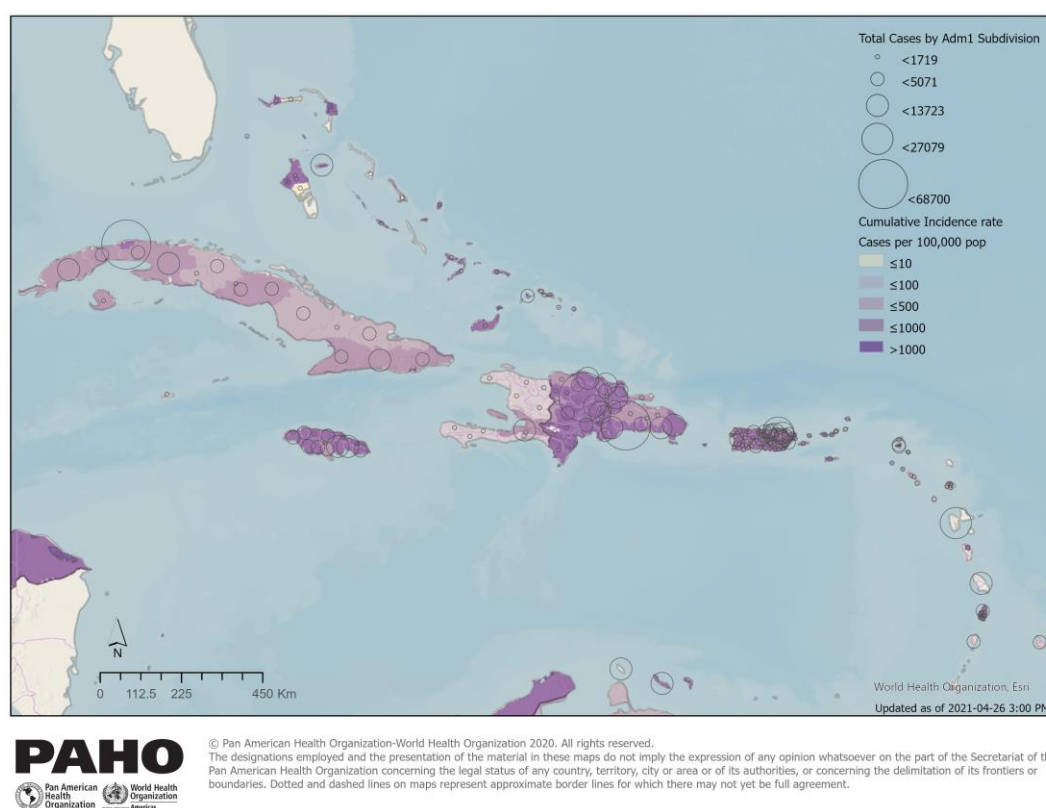 Total Cases by Adm1 Subdivision
<1719
<5071
<13723
<27079
<68700
Cumulative Incidence rate
Cases per 100,000 pop
≤10
≤100
≤500
≤1000
>1000
N
0 112.5 225 450 Km
World Health Organization, Esri
Updated as of 2021-04-26 3:00 PM
PAHO
Pan American
Health
Organization
World Health
Organization
Americas
© Pan American Health Organization-World Health Organization 2020. All rights reserved.
The designations employed and the presentation of the material in these maps do not imply the expression of any opinion whatsoever on the part of the Secretariat of
Pan American Health Organization concerning the legal status of any country, territory, city or area or of its authorities, or concerning the delimitation of its frontiers or
boundaries. Dotted and dashed lines on maps represent approximate border lines for which there may not yet be full agreement.